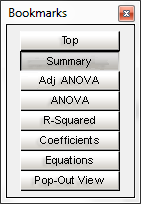 Bookmarks
x
Top
Summary
Adj ANOVA
ANOVA
R-Squared
Coefficients
Equations
Pop-Out View